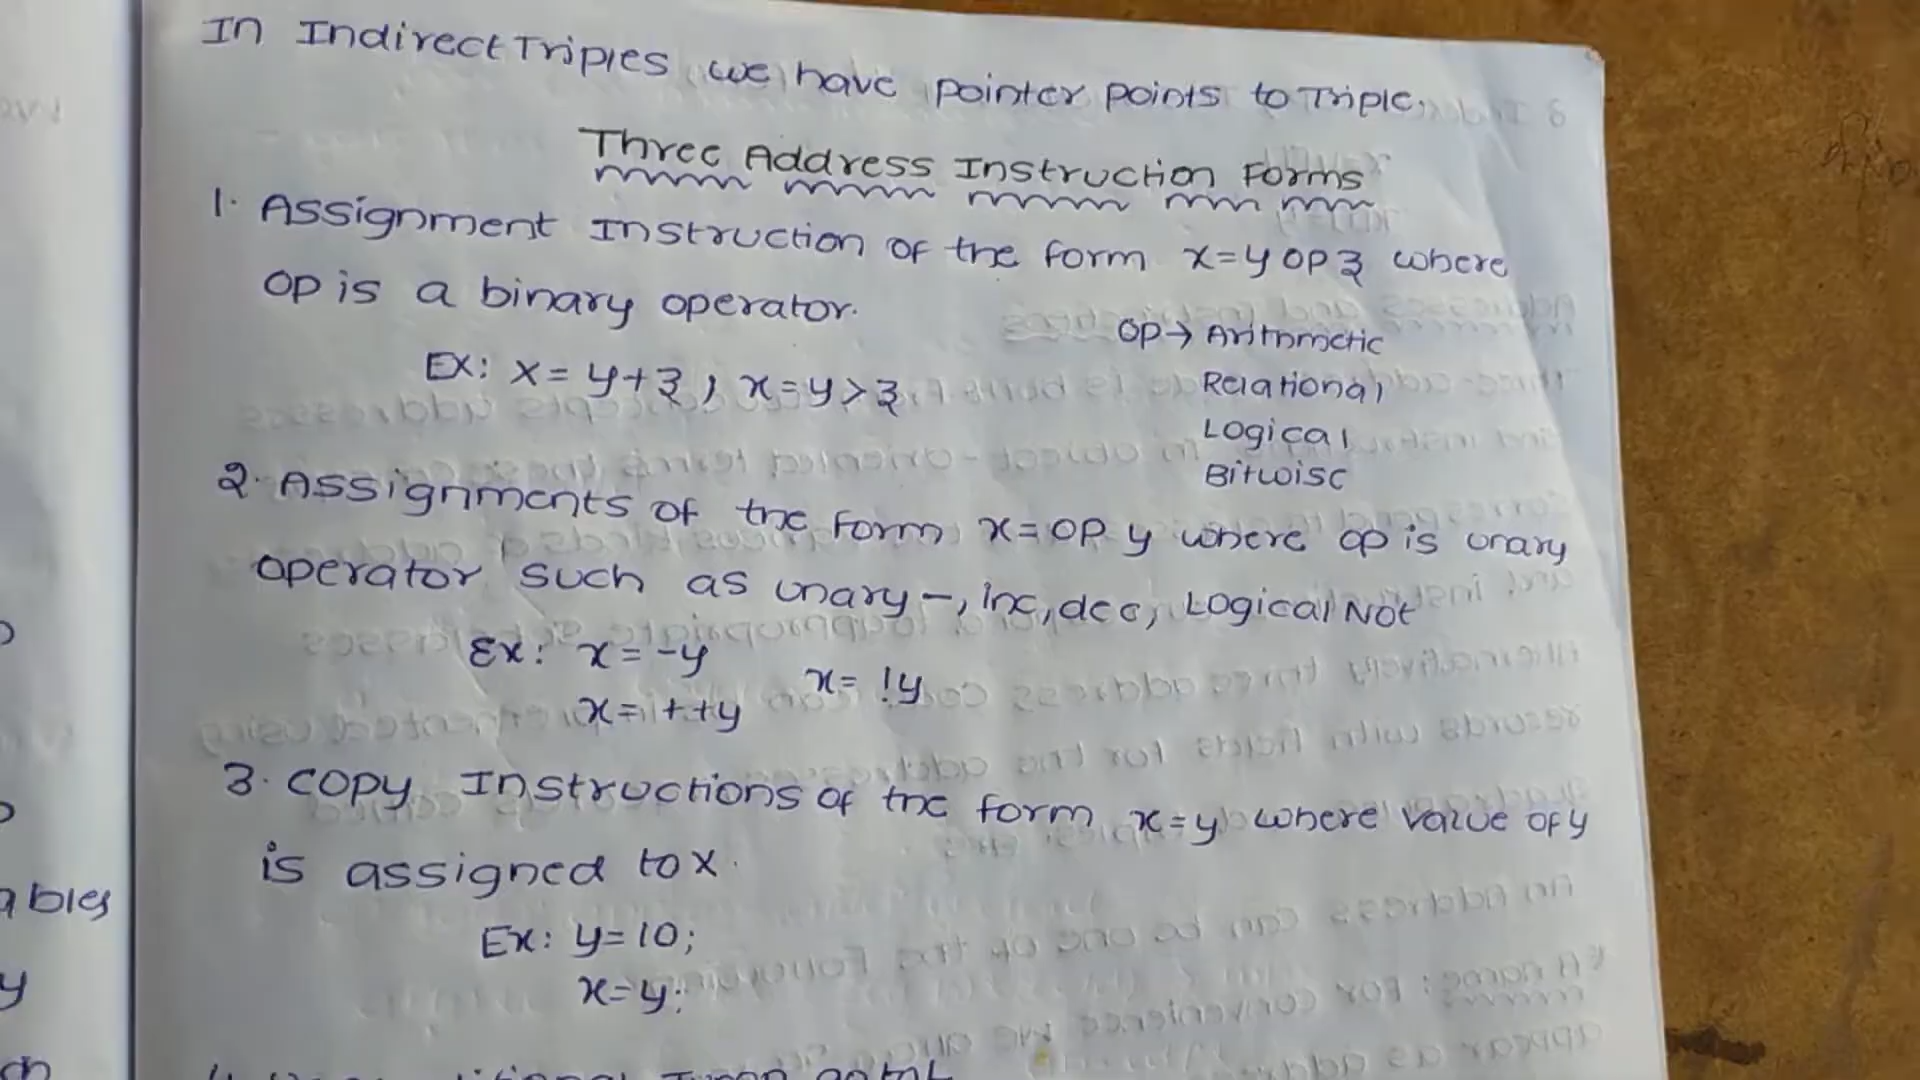 In Indirect Triples we have pointer points to Triple.
Three Address Instruction Forms
1. Assignment Instruction of the form x=y op z where
op is a binary operator.
Ex: x = y+z, x=y>z
op→ Arithmetic
Relational
Logical
Bitwise
2. Assignments of the form x=op y where op is unary
operator such as unary -, inc, dec, Logical Not
Ex: x = -y
x= !y
x=++y
3. Copy Instructions of the form x=y where value of y
is assigned to x.
Ex: y=10;
x=y;
ables
y